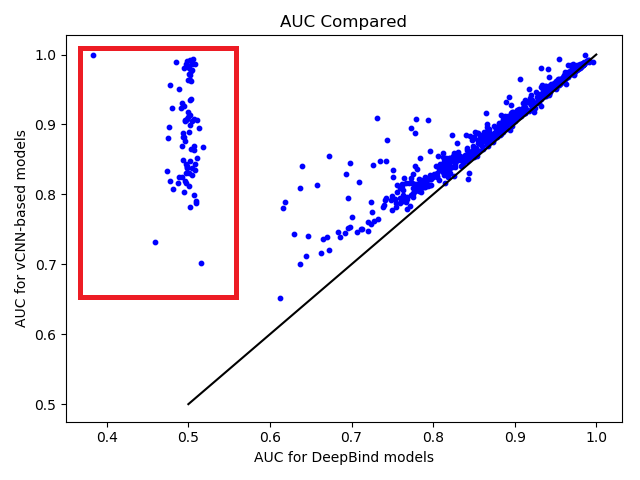 AUC Compared
1.0
0.9
0.8
0.7
0.6
0.5
AUC for vCNN-based models
0.4 0.5 0.6 0.7 0.8 0.9 1.0
AUC for DeepBind models